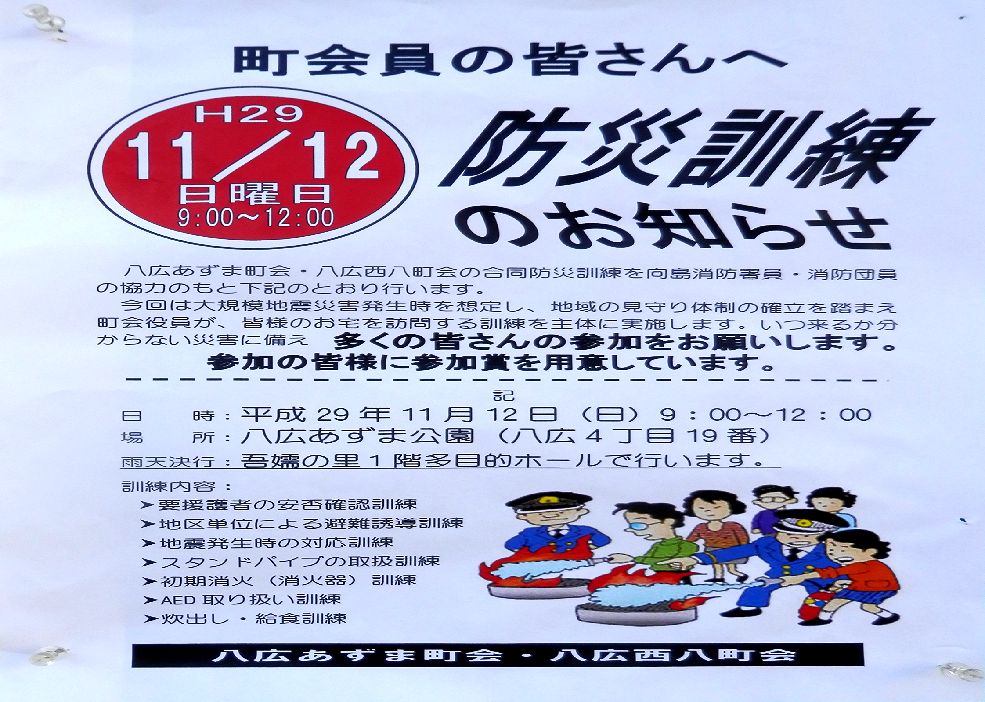 町会員の皆さんへ
H29
11/12
日曜日
9:00～12:00
防災訓練
のお知らせ
八広あずま町会・八広西八町会の合同防災訓練を向島消防署員・消防団員
の協力のもと下記のとおり行います。
今回は大規模地震災害発生時を想定し、地域の見守り体制の確立を踏まえ
町会役員が、皆様のお宅を訪問する訓練を主体に実施します。いつ来るか分
からない災害に備え 多くの皆さんの参加をお願いします。
参加の皆様に参加賞を用意しています。
記
日　時：平成29年11月12日（日）9：00～12：00
場　所：八広あずま公園（八広4丁目19番）
雨天決行：吾嬬の里1階多目的ホールで行います。
訓練内容：
➢要援護者の安否確認訓練
➢地区単位による避難誘導訓練
➢地震発生時の対応訓練
➢スタンドパイプの取扱訓練
➢初期消火（消火器）訓練
➢AED取り扱い訓練
➢炊出し・給食訓練
八広あずま町会・八広西八町会